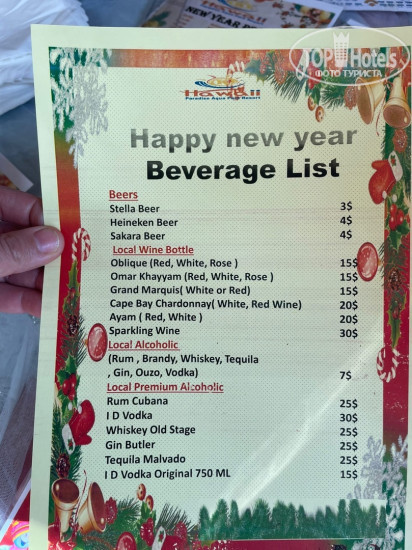 TOPHotels
ФОТО ТУРИСТА
Hawaii
Paradise Aqua Park Resort
Happy new year
Beverage List
Beers
Stella Beer 3$
Heineken Beer 4$
Sakara Beer 4$
Local Wine Bottle
Oblique (Red, White, Rose ) 15$
Omar Khayyam (Red, White, Rose ) 15$
Grand Marquis( White or Red) 15$
Cape Bay Chardonnay( White, Red Wine) 20$
Ayam ( Red, White ) 20$
Sparkling Wine 30$
Local Alcoholic
(Rum , Brandy, Whiskey, Tequila
, Gin, Ouzo, Vodka) 7$
Local Premium Alcoholic
Rum Cubana 25$
I D Vodka 30$
Whiskey Old Stage 25$
Gin Butler 25$
Tequila Malvado 25$
I D Vodka Original 750 ML 15$